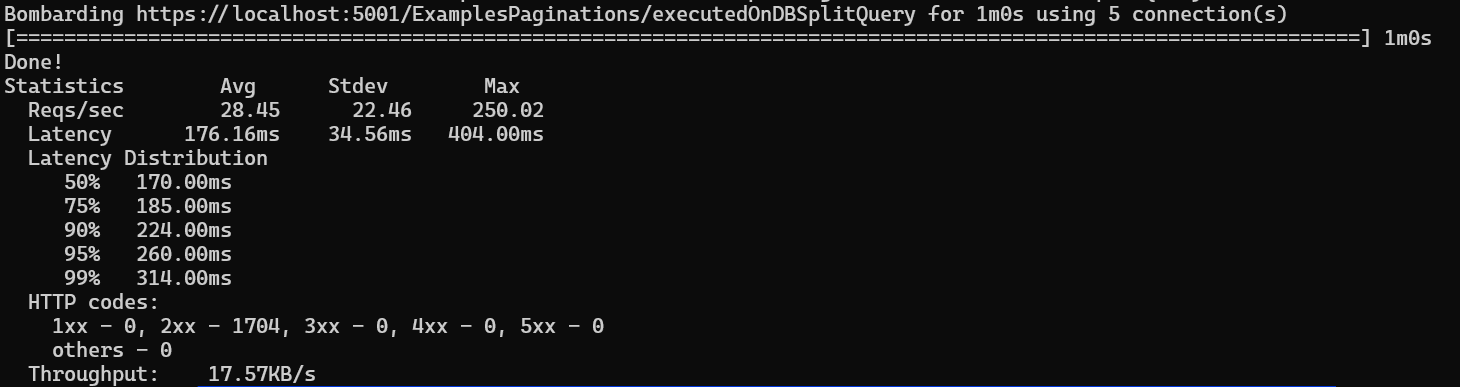 Bombarding https://localhost:5001/ExamplesPaginations/executedOnDBSplitQuery for 1m0s using 5 connection(s)
[================================================================================================================] 1m0s
Done!
Statistics        Avg      Stdev        Max
  Reqs/sec        28.45      22.46     250.02
  Latency      176.16ms    34.56ms   404.00ms
  Latency Distribution
     50%   170.00ms
     75%   185.00ms
     90%   224.00ms
     95%   260.00ms
     99%   314.00ms
  HTTP codes:
    1xx - 0, 2xx - 1704, 3xx - 0, 4xx - 0, 5xx - 0
    others - 0
  Throughput:    17.57KB/s